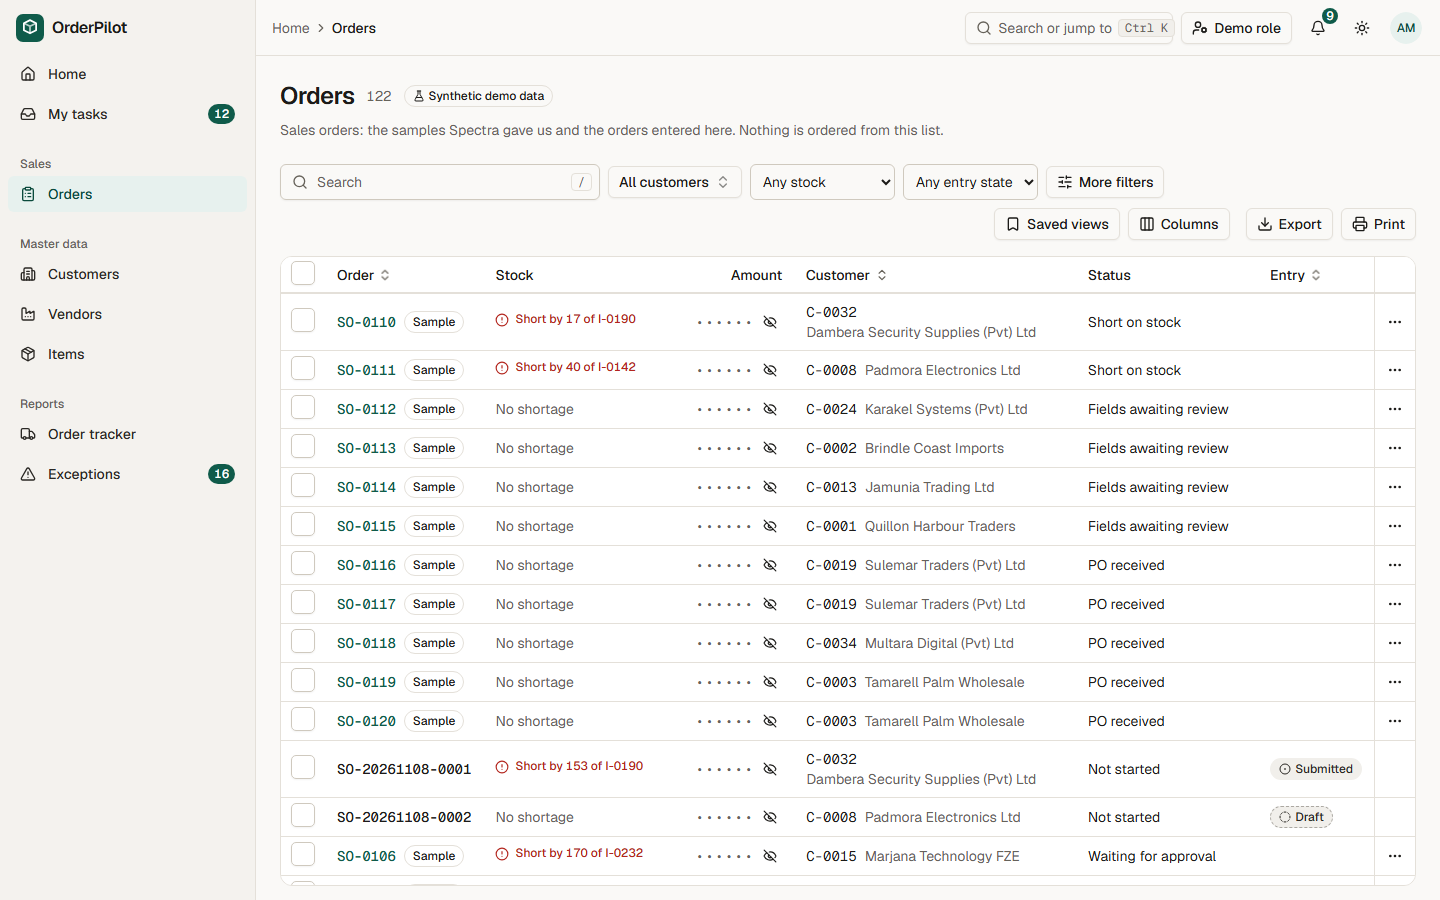 OrderPilot
Home
My tasks 12
Sales
Orders
Master data
Customers
Vendors
Items
Reports
Order tracker
Exceptions 16
Home > Orders
Search or jump to Ctrl K
Demo role
9
AM
Orders 122 Synthetic demo data
Sales orders: the samples Spectra gave us and the orders entered here. Nothing is ordered from this list.
Search /
All customers
Any stock
Any entry state
More filters
Saved views
Columns
Export
Print
Order Stock Amount Customer Status Entry
SO-0110 Sample Short by 17 of I-0190 •••••• C-0032 Dambera Security Supplies (Pvt) Ltd Short on stock
SO-0111 Sample Short by 40 of I-0142 •••••• C-0008 Padmora Electronics Ltd Short on stock
SO-0112 Sample No shortage •••••• C-0024 Karakel Systems (Pvt) Ltd Fields awaiting review
SO-0113 Sample No shortage •••••• C-0002 Brindle Coast Imports Fields awaiting review
SO-0114 Sample No shortage •••••• C-0013 Jamunia Trading Ltd Fields awaiting review
SO-0115 Sample No shortage •••••• C-0001 Quillon Harbour Traders Fields awaiting review
SO-0116 Sample No shortage •••••• C-0019 Sulemar Traders (Pvt) Ltd PO received
SO-0117 Sample No shortage •••••• C-0019 Sulemar Traders (Pvt) Ltd PO received
SO-0118 Sample No shortage •••••• C-0034 Multara Digital (Pvt) Ltd PO received
SO-0119 Sample No shortage •••••• C-0003 Tamarell Palm Wholesale PO received
SO-0120 Sample No shortage •••••• C-0003 Tamarell Palm Wholesale PO received
SO-20261108-0001 Short by 153 of I-0190 •••••• C-0032 Dambera Security Supplies (Pvt) Ltd Not started Submitted
SO-20261108-0002 No shortage •••••• C-0008 Padmora Electronics Ltd Not started Draft
SO-0106 Sample Short by 170 of I-0232 •••••• C-0015 Marjana Technology FZE Waiting for approval